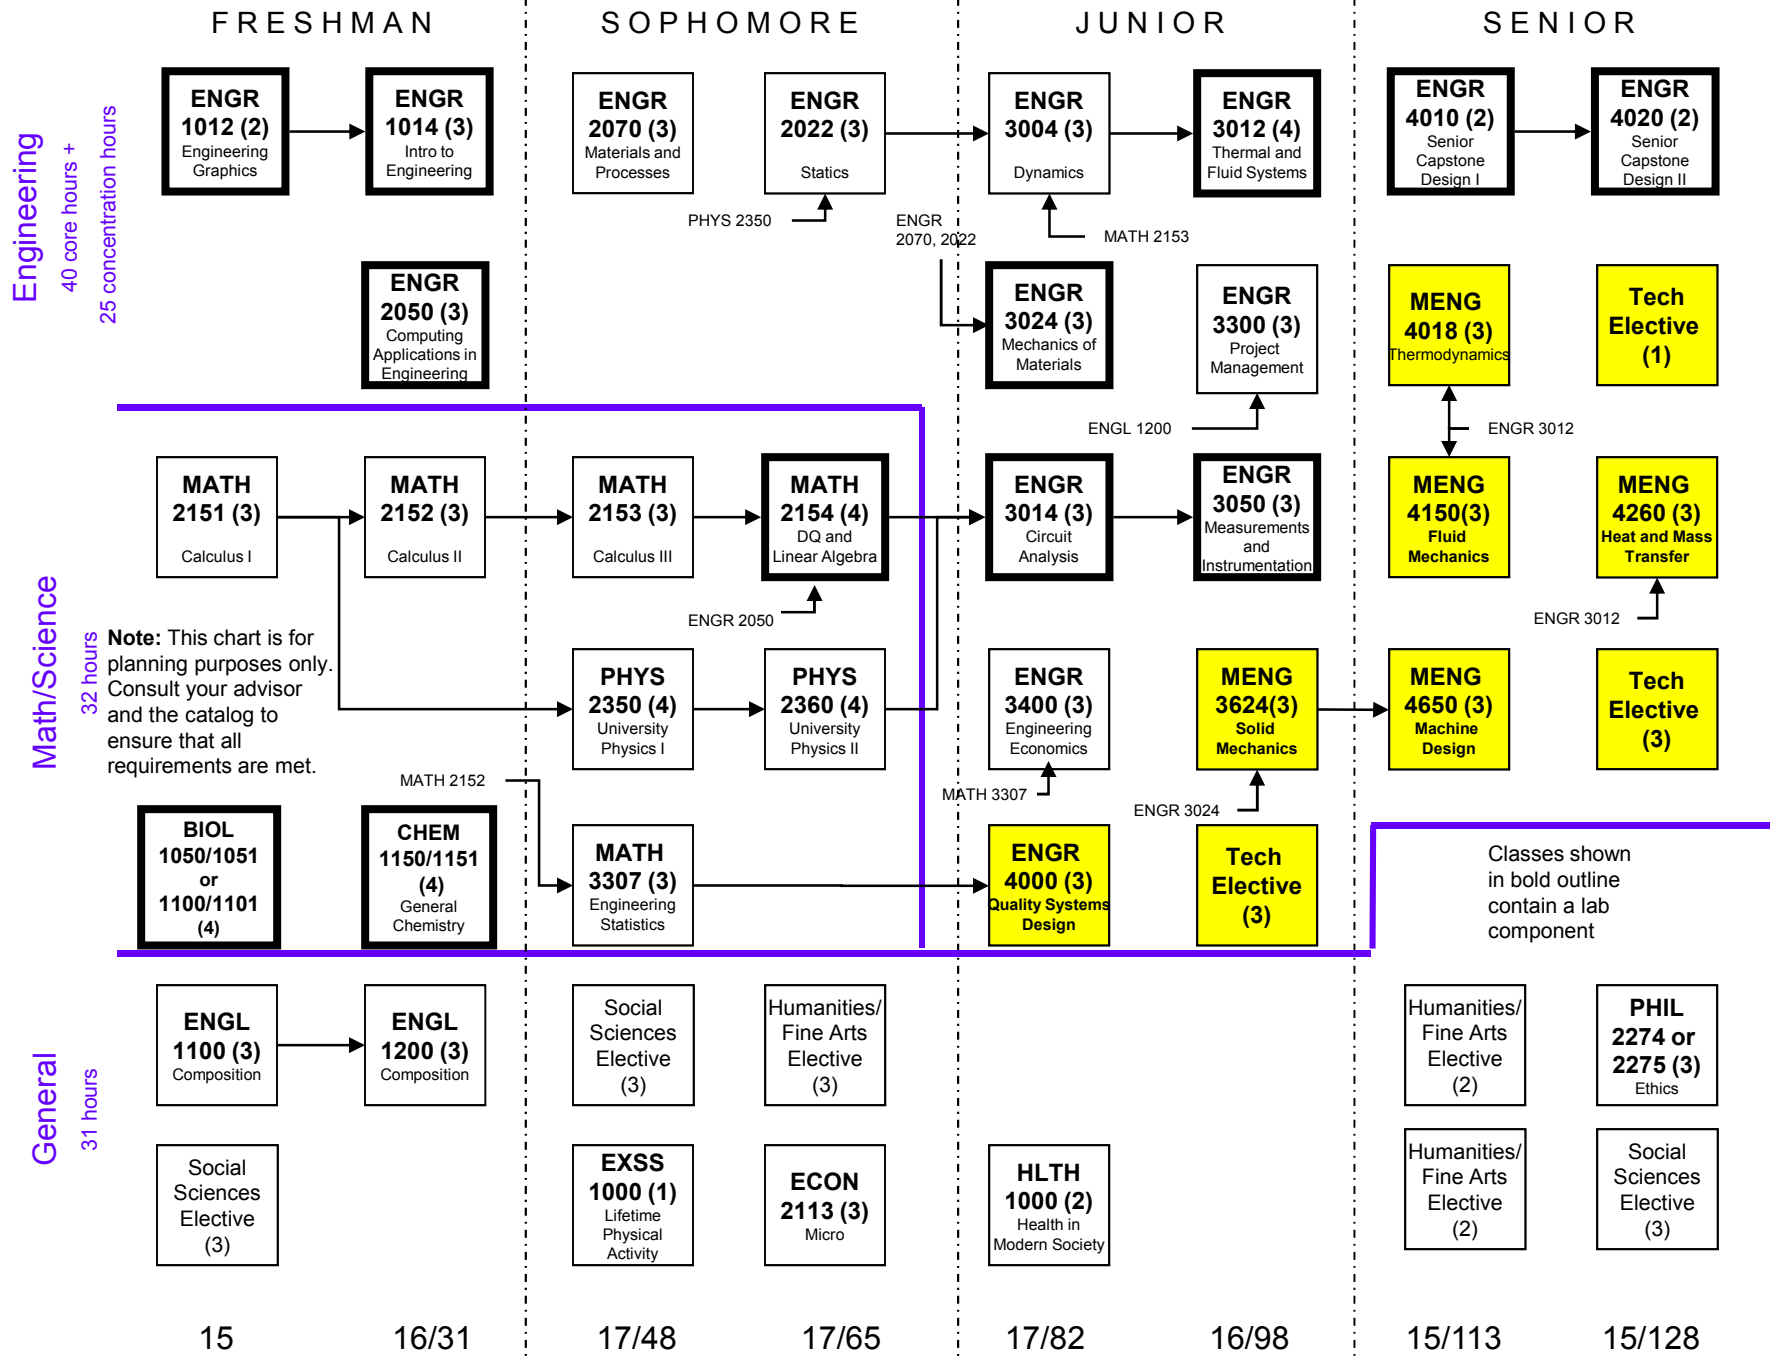 FRESHMAN
SOPHOMORE
JUNIOR
SENIOR
Engineering
40 core hours +
25 concentration hours
ENGR
1012 (2)
Engineering
Graphics
ENGR
1014 (3)
Intro to
Engineering
ENGR
2070 (3)
Materials and
Processes
ENGR
2022 (3)
Statics
ENGR
3004 (3)
Dynamics
ENGR
3012 (4)
Thermal and
Fluid Systems
ENGR
4010 (2)
Senior
Capstone
Design I
ENGR
4020 (2)
Senior
Capstone
Design II
PHYS 2350
ENGR
2070, 2022
MATH 2153
ENGR
2050 (3)
Computing
Applications in
Engineering
ENGR
3024 (3)
Mechanics of
Materials
ENGR
3300 (3)
Project
Management
MENG
4018 (3)
Thermodynamics
Tech
Elective
(1)
ENGL 1200
ENGR 3012
Math/Science
32 hours
MATH
2151 (3)
Calculus I
MATH
2152 (3)
Calculus II
MATH
2153 (3)
Calculus III
MATH
2154 (4)
DQ and
Linear Algebra
ENGR
3014 (3)
Circuit
Analysis
ENGR
3050 (3)
Measurements
and
Instrumentation
MENG
4150(3)
Fluid
Mechanics
MENG
4260 (3)
Heat and Mass
Transfer
ENGR 2050
ENGR 3012
Note: This chart is for
planning purposes only.
Consult your advisor
and the catalog to
ensure that all
requirements are met.
PHYS
2350 (4)
University
Physics I
PHYS
2360 (4)
University
Physics II
ENGR
3400 (3)
Engineering
Economics
MENG
3624(3)
Solid
Mechanics
MENG
4650 (3)
Machine
Design
Tech
Elective
(3)
MATH 2152
MATH 3307
ENGR 3024
BIOL
1050/1051
or
1100/1101
(4)
CHEM
1150/1151
(4)
General
Chemistry
MATH
3307 (3)
Engineering
Statistics
ENGR
4000 (3)
Quality Systems
Design
Tech
Elective
(3)
Classes shown
in bold outline
contain a lab
component
General
31 hours
ENGL
1100 (3)
Composition
ENGL
1200 (3)
Composition
Social
Sciences
Elective
(3)
Humanities/
Fine Arts
Elective
(3)
Humanities/
Fine Arts
Elective
(2)
PHIL
2274 or
2275 (3)
Ethics
Social
Sciences
Elective
(3)
EXSS
1000 (1)
Lifetime
Physical
Activity
ECON
2113 (3)
Micro
HLTH
1000 (2)
Health in
Modern Society
Humanities/
Fine Arts
Elective
(2)
Social
Sciences
Elective
(3)
15
16/31
17/48
17/65
17/82
16/98
15/113
15/128